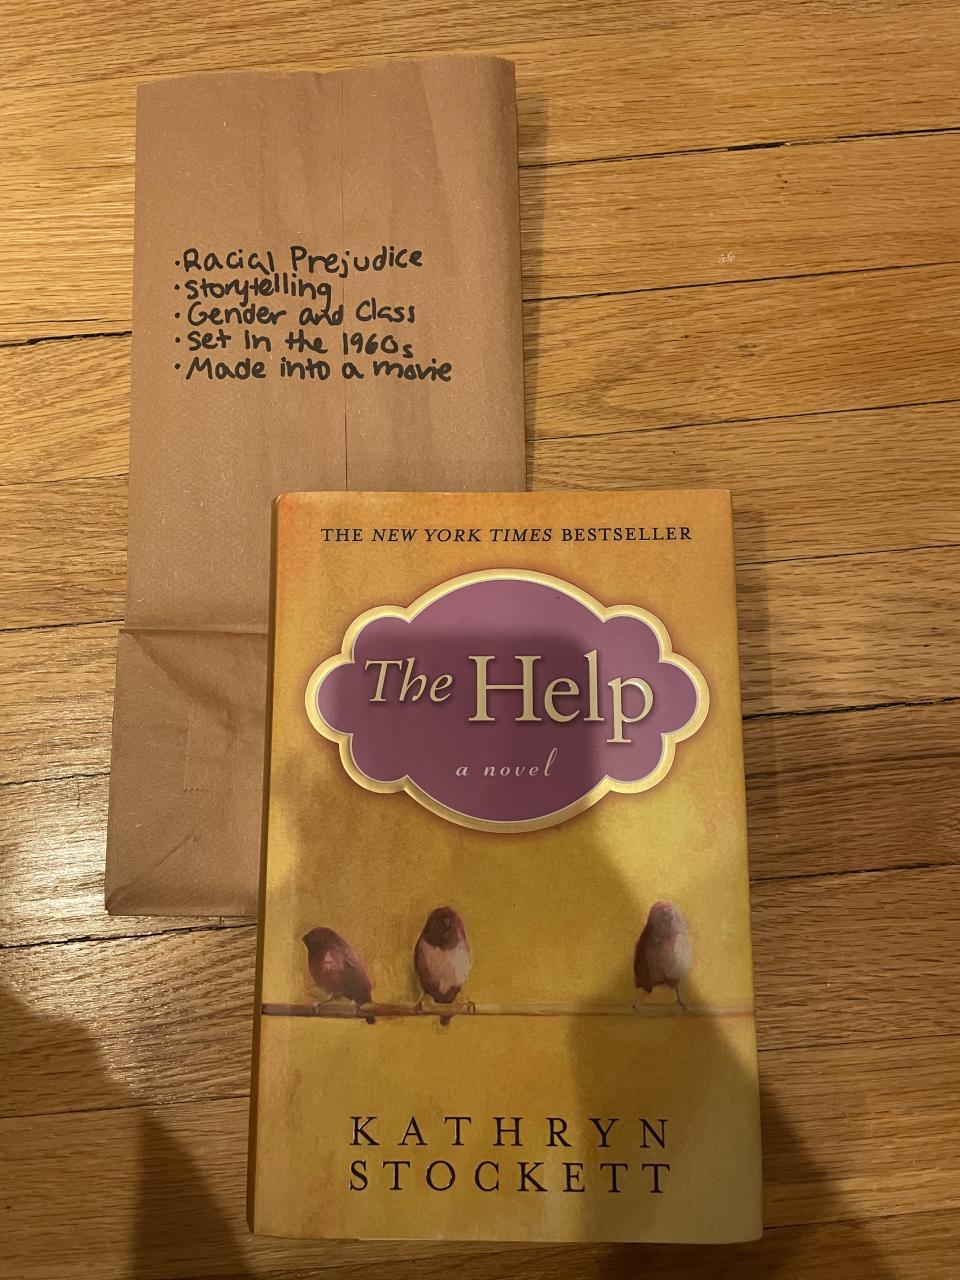 ·Racial Prejudice
·storytelling
·Gender and Class
·set in the 1960s
·Made into a movie
THE NEW YORK TIMES BESTSELLER
The Help
a novel
KATHRYN
STOCKETT